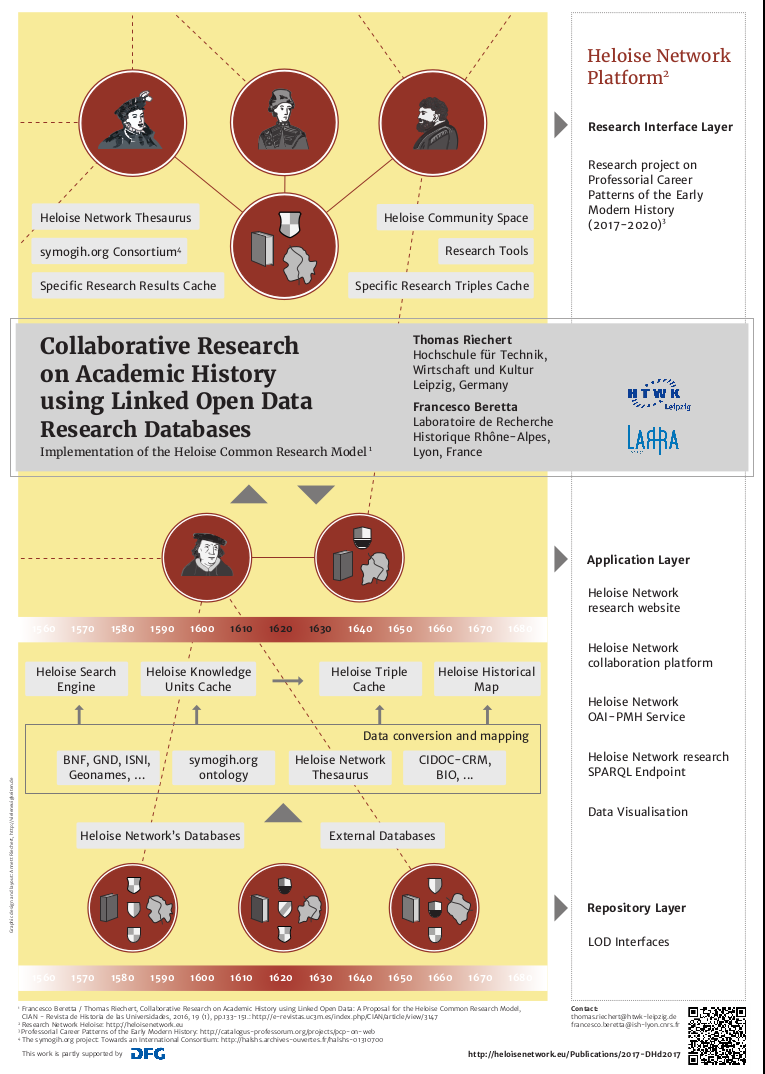 Heloise Network
Platform²
Research Interface Layer
Research project on
Professorial Career
Patterns of the Early
Modern History
(2017-2020)³
Heloise Network Thesaurus
symogih.org Consortium⁴
Specific Research Results Cache
Heloise Community Space
Research Tools
Specific Research Triples Cache
Collaborative Research
on Academic History
using Linked Open Data
Research Databases
Implementation of the Heloise Common Research Model¹
Thomas Riechert
Hochschule für Technik,
Wirtschaft und Kultur
Leipzig, Germany
Francesco Beretta
Laboratoire de Recherche
Historique Rhône-Alpes,
Lyon, France
HTWK
Leipzig
LARHRA
Application Layer
Heloise Network
research website
Heloise Network
collaboration platform
Heloise Network
OAI-PMH Service
Heloise Network research
SPARQL Endpoint
Data Visualisation
1560 1570 1580 1590 1600 1610 1620 1630 1640 1650 1660 1670 1680
Heloise Search
Engine
Heloise Knowledge
Units Cache
Heloise Triple
Cache
Heloise Historical
Map
Data conversion and mapping
BNF, GND, ISNI,
Geonames, ...
symogih.org
ontology
Heloise Network
Thesaurus
CIDOC-CRM,
BIO, ...
Heloise Network's Databases
External Databases
Repository Layer
LOD Interfaces
1560 1570 1580 1590 1600 1610 1620 1630 1640 1650 1660 1670 1680
¹ Francesco Beretta / Thomas Riechert, Collaborative Research on Academic History using Linked Open Data: A Proposal for the Heloise Common Research Model,
CIAN - Revista de Historia de las Universidades, 2016, 19 (1), pp.133-151.: http://e-revistas.uc3m.es/index.php/CIAN/article/view/3147
² Research Network Heloise: http://heloisenetwork.eu
³ Professorial Career Patterns of the Early Modern History: http://catalogus-professorum.org/projects/pcp-on-web
⁴ The symogih.org project: Towards an International Consortium: http://halshs.archives-ouvertes.fr/halshs-01310700
This work is partly supported by DFG
Contact:
thomas.riechert@htwk-leipzig.de
francesco.beretta@ish-lyon.cnrs.fr
http://heloisenetwork.eu/Publications/2017-DHd2017